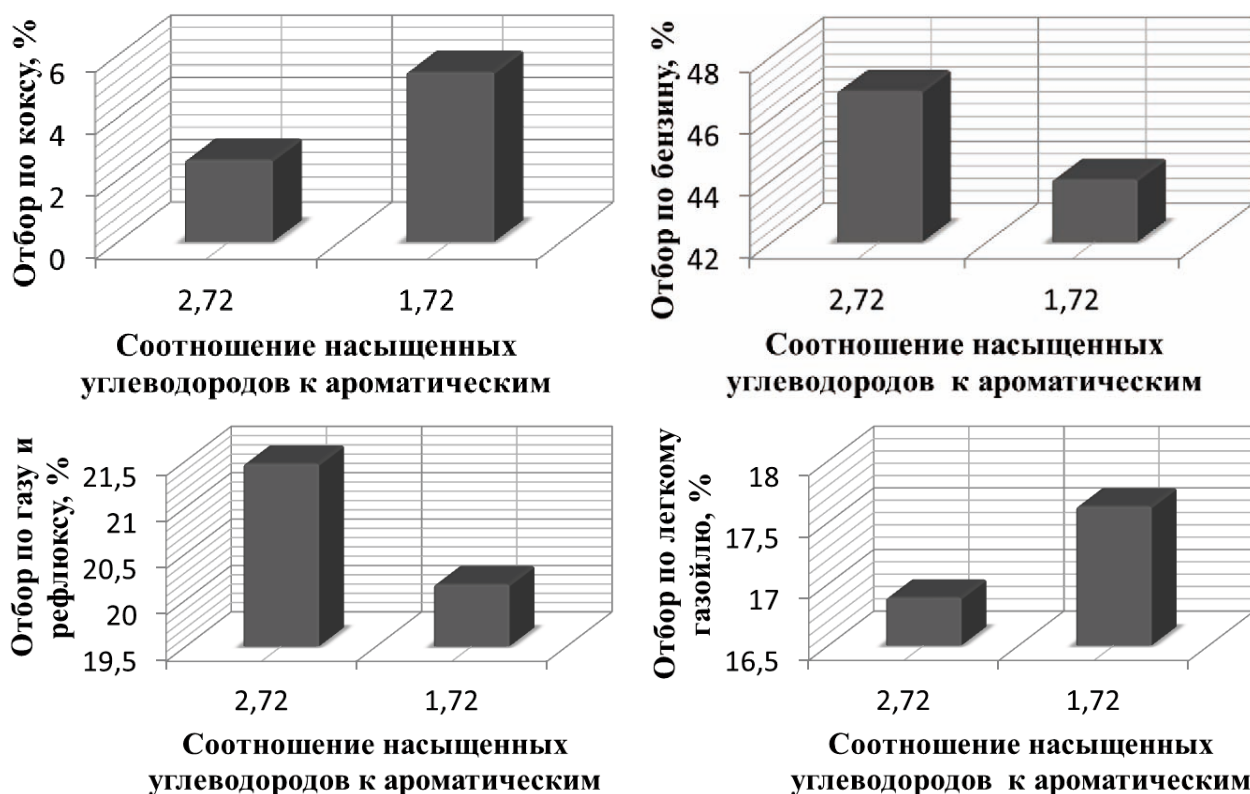 Отбор по коксу, %
6
4
2
0
2,72 1,72
Соотношение насыщенных
углеводородов к ароматическим
Отбор по бензину, %
48
46
44
42
2,72 1,72
Соотношение насыщенных
углеводородов к ароматическим
Отбор по газу и
рефлюксу, %
21,5
21
20,5
20
19,5
2,72 1,72
Соотношение насыщенных
углеводородов к ароматическим
Отбор по легкому
газойлю, %
18
17,5
17
16,5
2,72 1,72
Соотношение насыщенных
углеводородов к ароматическим